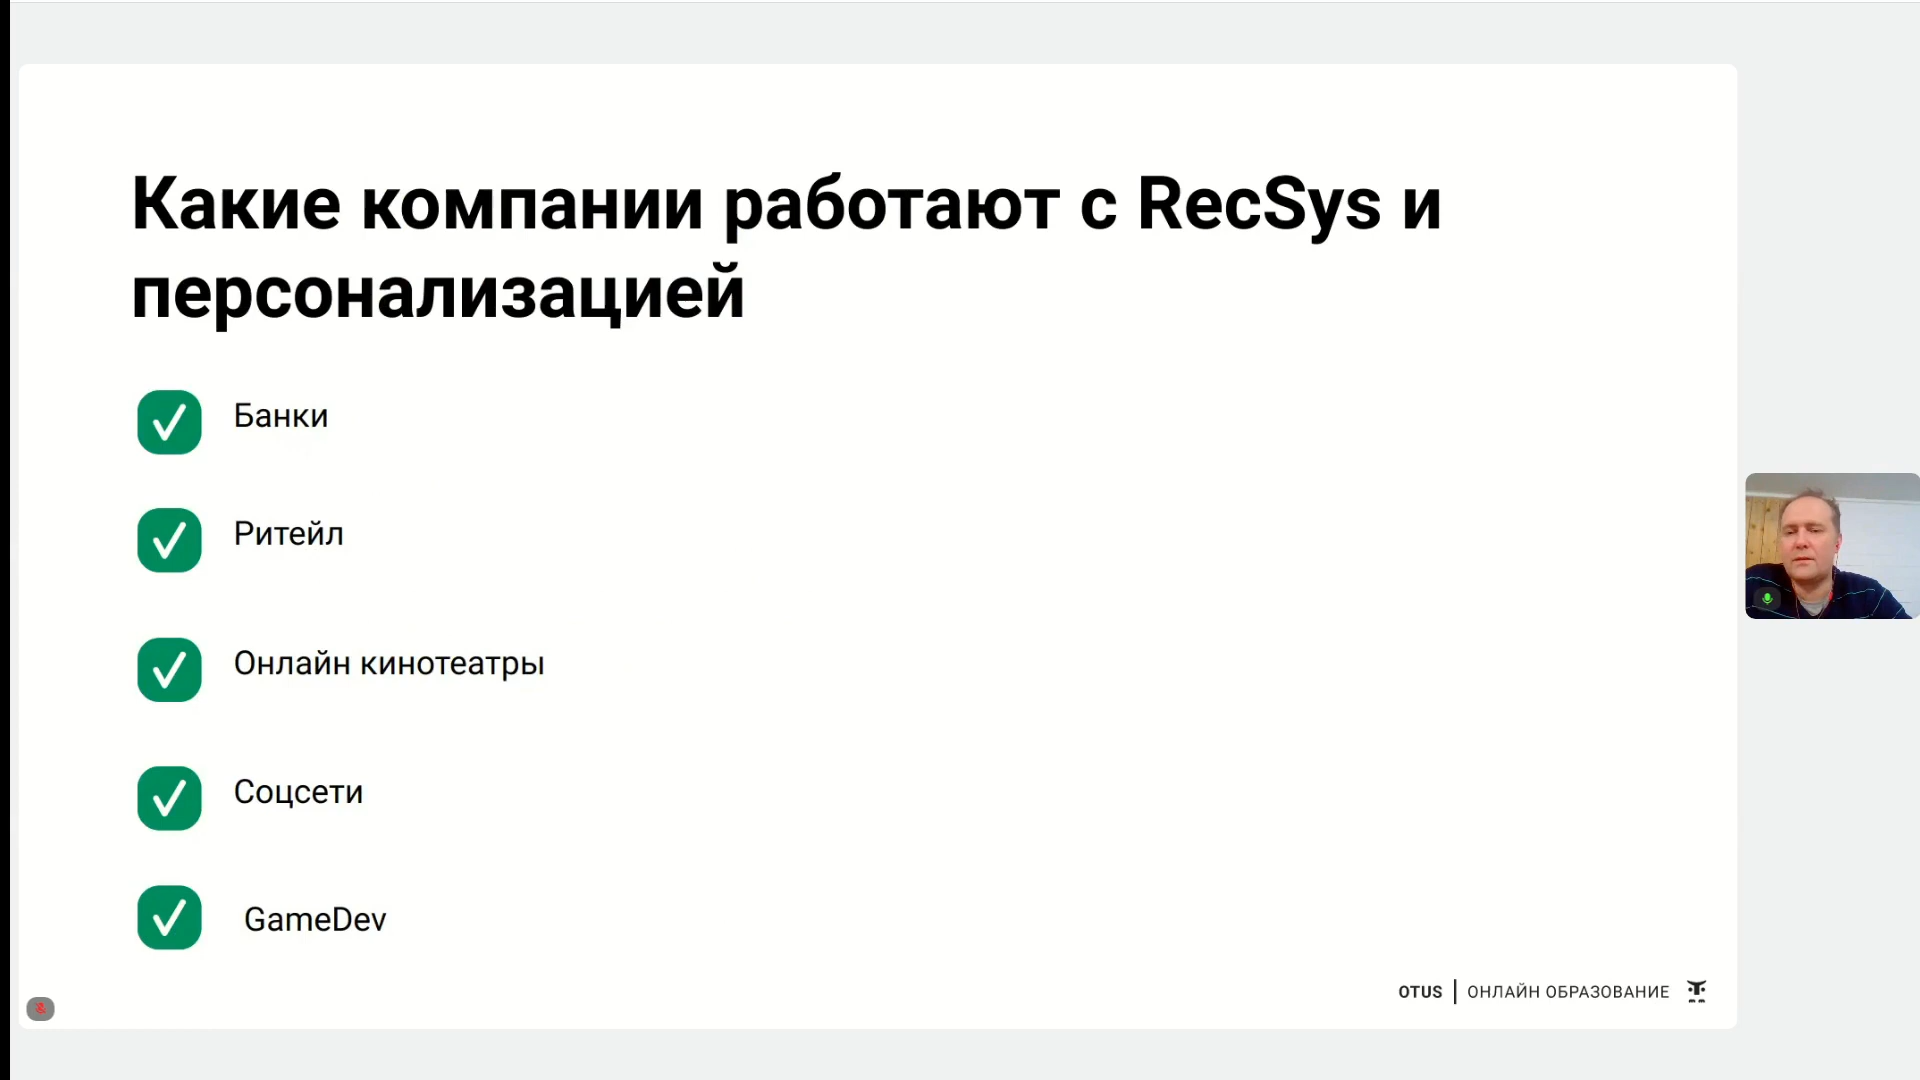 Какие компании работают с RecSys и
персонализацией
Банки
Ритейл
Онлайн кинотеатры
Соцсети
GameDev
OTUS | ОНЛАЙН ОБРАЗОВАНИЕ